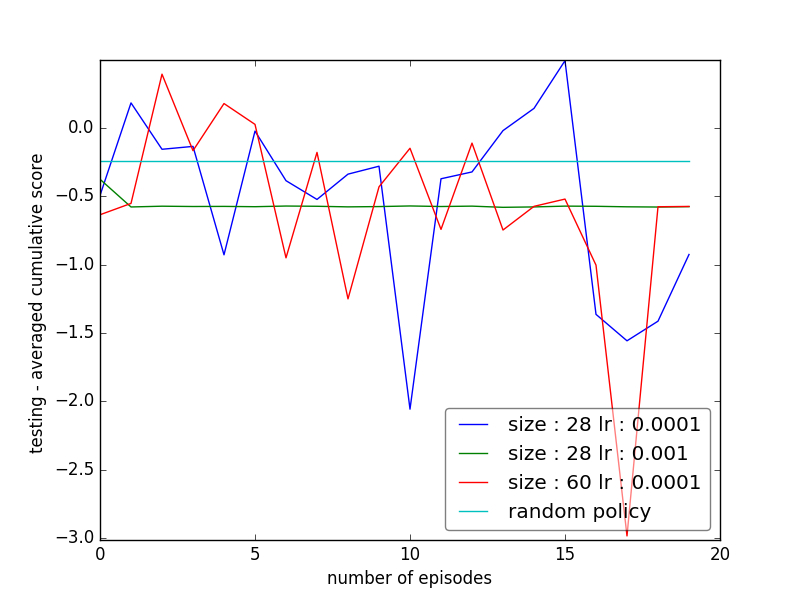 0.0
−0.5
−1.0
−1.5
−2.0
−2.5
−3.0
testing - averaged cumulative score
size : 28 lr : 0.0001
size : 28 lr : 0.001
size : 60 lr : 0.0001
random policy
0 5 10 15 20
number of episodes